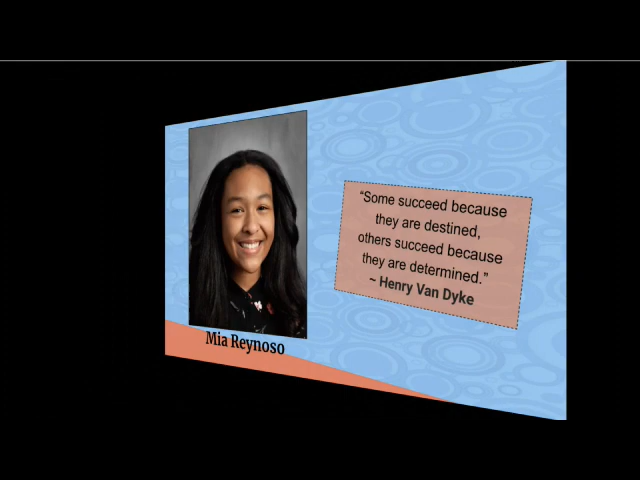 “Some succeed because
they are destined,
others succeed because
they are determined.”
– Henry Van Dyke
Mia Reynoso